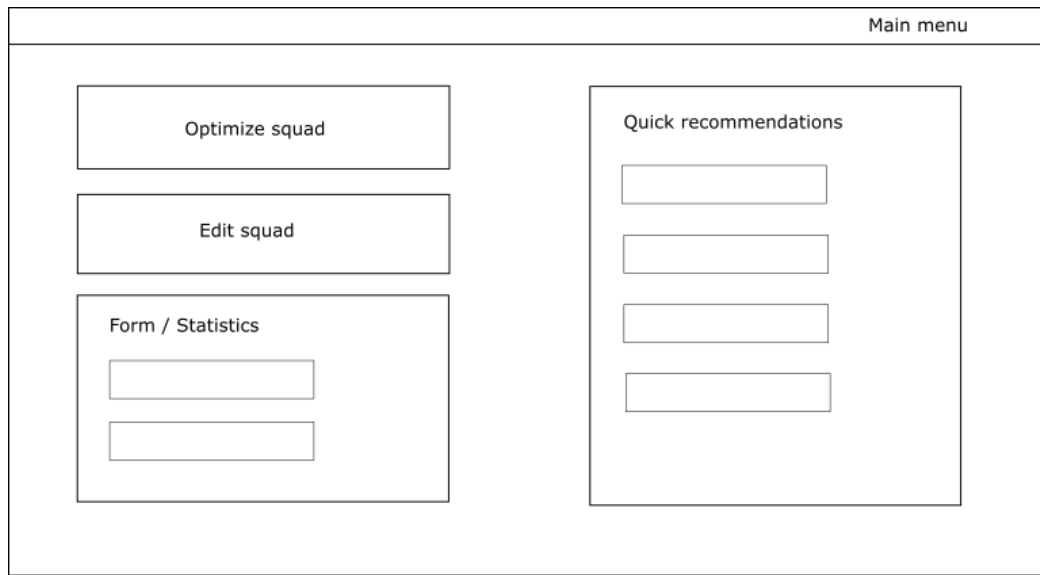 Main menu
Optimize squad
Edit squad
Form / Statistics
Quick recommendations